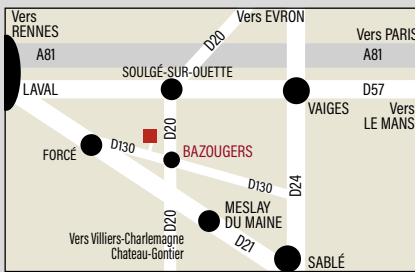 Vers
RENNES
Vers EVRON
Vers PARIS
A81
A81
D20
SOULGÉ-SUR-OUETTE
LAVAL
D57
VAIGES
Vers
LE MANS
D20
D130
BAZOUGERS
FORCÉ
D130
D24
MESLAY
DU MAINE
D20
D21
Vers Villiers-Charlemagne
Chateau-Gontier
SABLÉ